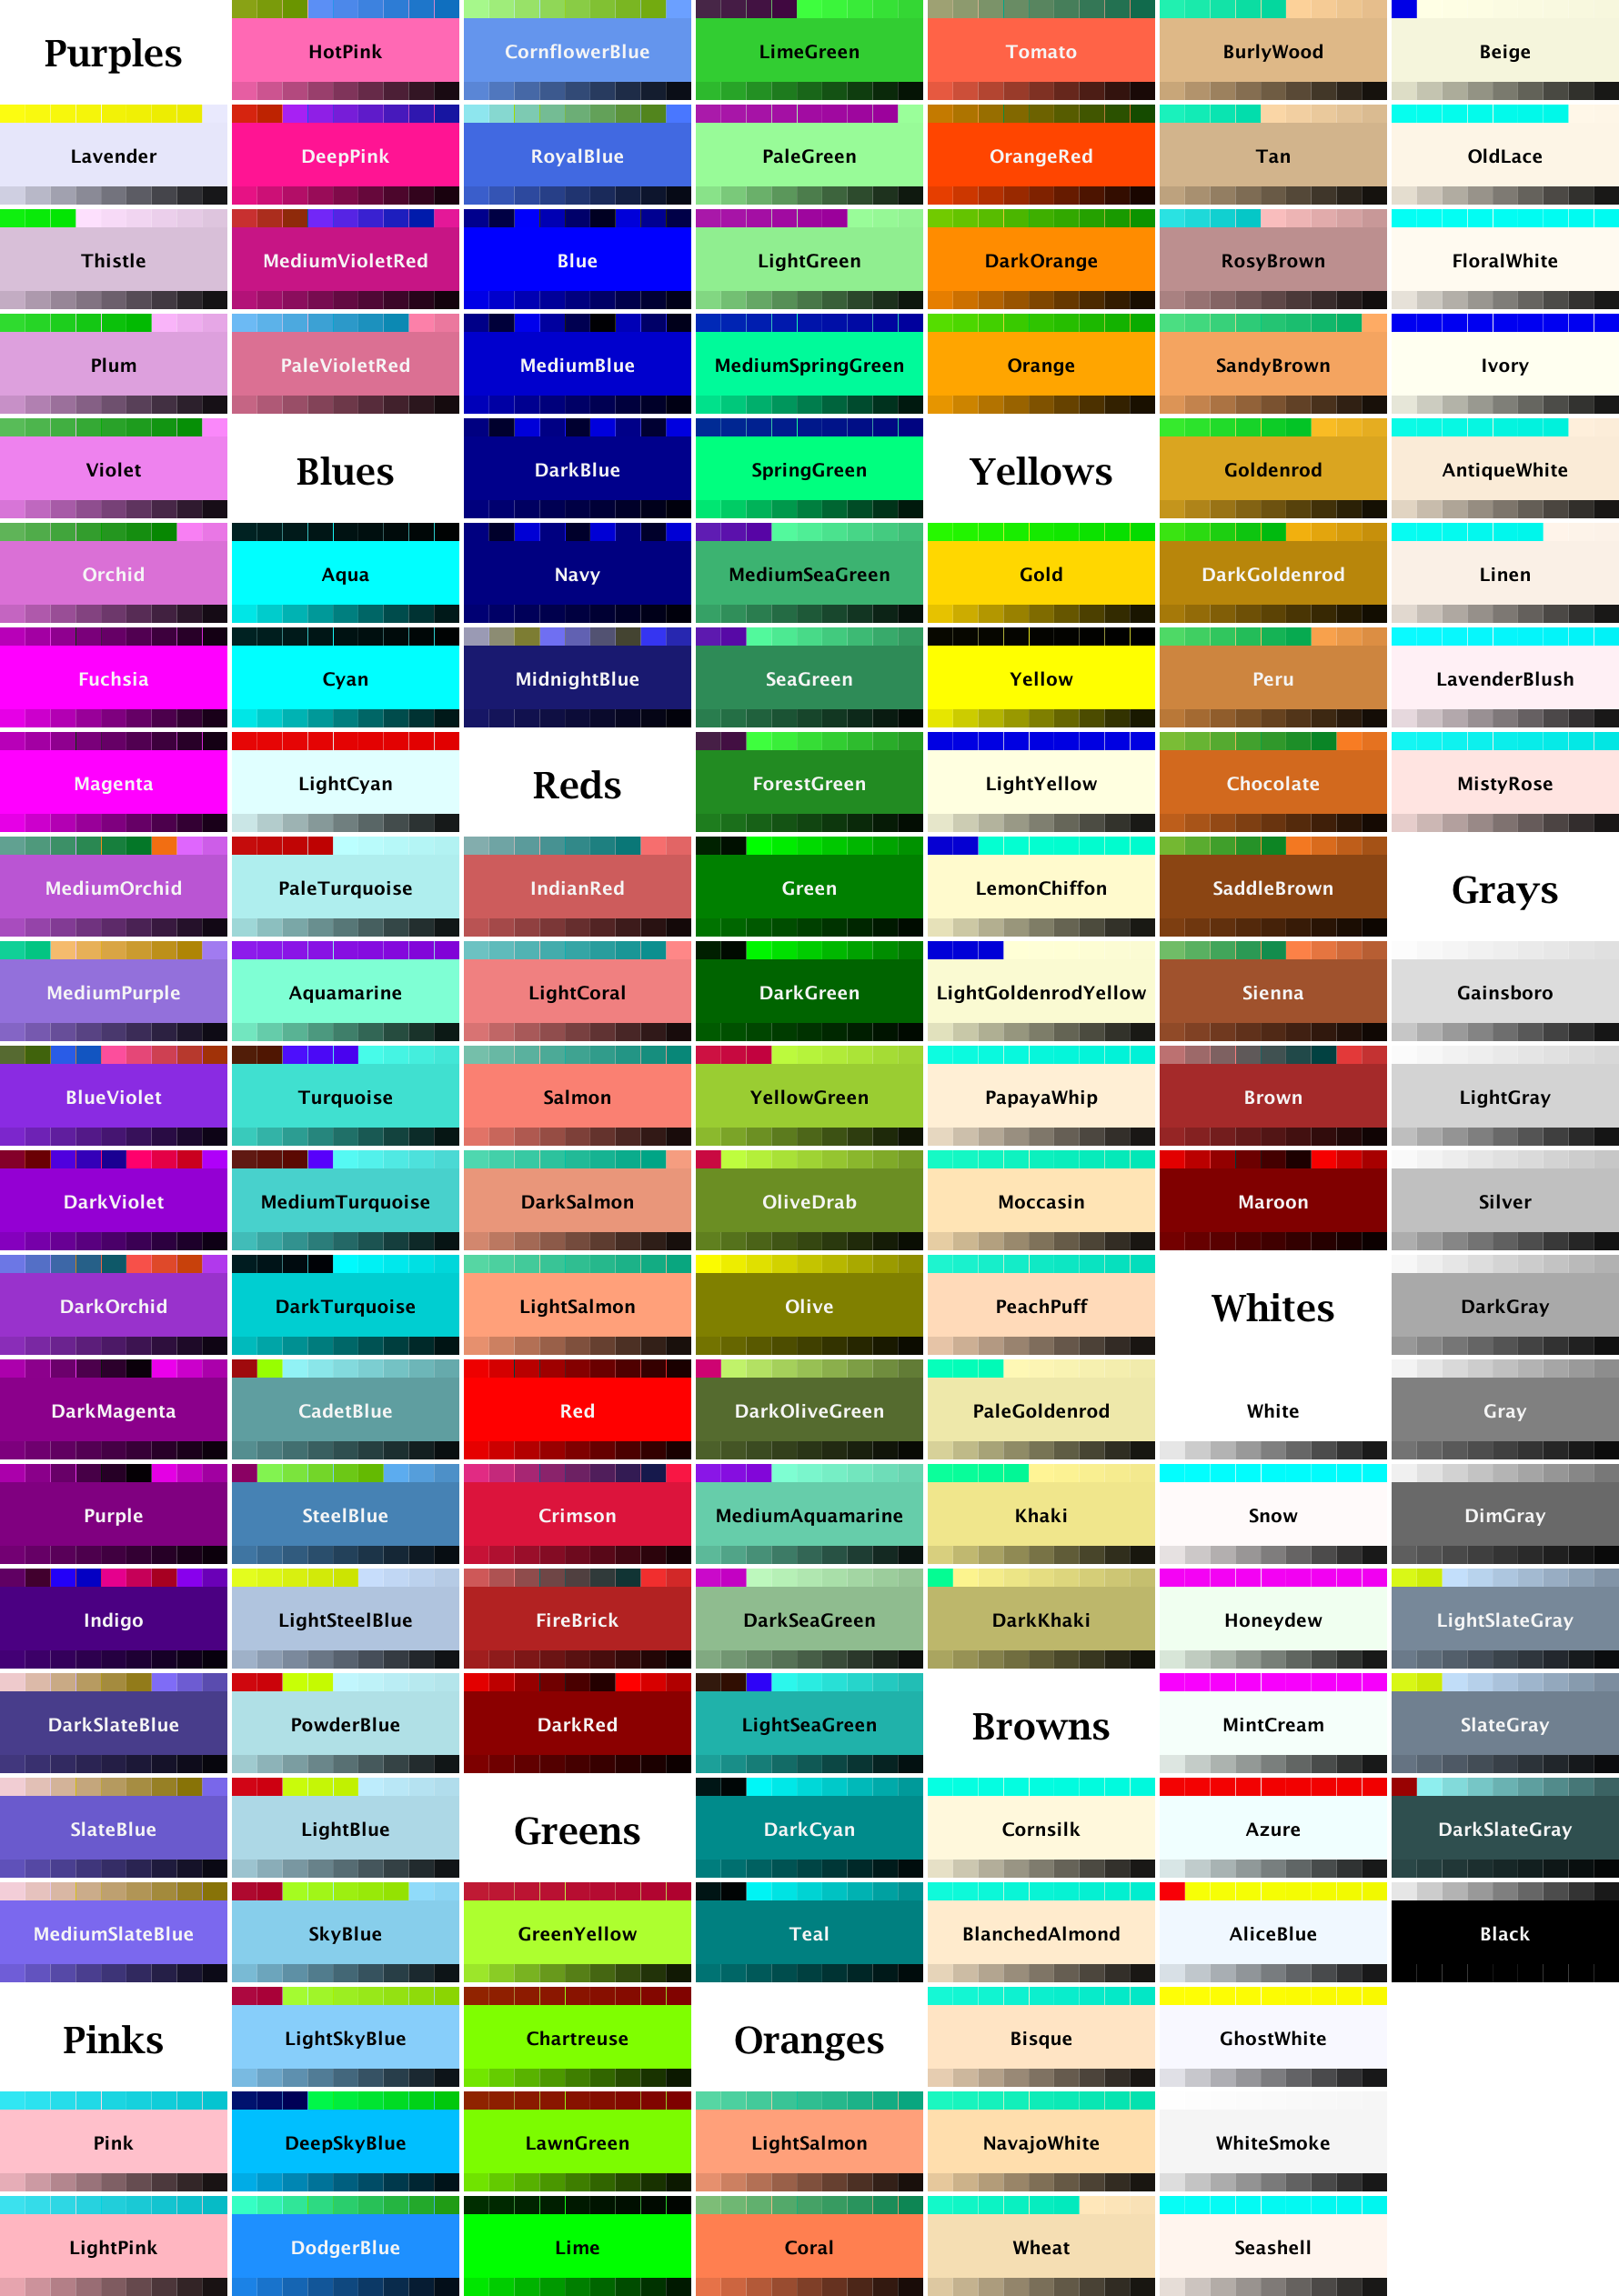 Purples
Lavender
Thistle
Plum
Violet
Orchid
Fuchsia
Magenta
MediumOrchid
MediumPurple
BlueViolet
DarkViolet
DarkOrchid
DarkMagenta
Purple
Indigo
DarkSlateBlue
SlateBlue
MediumSlateBlue
Pinks
Pink
LightPink
HotPink
DeepPink
MediumVioletRed
PaleVioletRed
Blues
Aqua
Cyan
LightCyan
PaleTurquoise
Aquamarine
Turquoise
MediumTurquoise
DarkTurquoise
CadetBlue
SteelBlue
LightSteelBlue
PowderBlue
LightBlue
SkyBlue
LightSkyBlue
DeepSkyBlue
DodgerBlue
CornflowerBlue
RoyalBlue
Blue
MediumBlue
DarkBlue
Navy
MidnightBlue
Reds
IndianRed
LightCoral
Salmon
DarkSalmon
LightSalmon
Red
Crimson
FireBrick
DarkRed
Greens
GreenYellow
Chartreuse
LawnGreen
Lime
LimeGreen
PaleGreen
LightGreen
MediumSpringGreen
SpringGreen
MediumSeaGreen
SeaGreen
ForestGreen
Green
DarkGreen
YellowGreen
OliveDrab
Olive
DarkOliveGreen
MediumAquamarine
DarkSeaGreen
LightSeaGreen
DarkCyan
Teal
Oranges
LightSalmon
Coral
Tomato
OrangeRed
DarkOrange
Orange
Yellows
Gold
Yellow
LightYellow
LemonChiffon
LightGoldenrodYellow
PapayaWhip
Moccasin
PeachPuff
PaleGoldenrod
Khaki
DarkKhaki
Browns
Cornsilk
BlanchedAlmond
Bisque
NavajoWhite
Wheat
BurlyWood
Tan
RosyBrown
SandyBrown
Goldenrod
DarkGoldenrod
Peru
Chocolate
SaddleBrown
Sienna
Brown
Maroon
Whites
White
Snow
Honeydew
MintCream
Azure
AliceBlue
GhostWhite
WhiteSmoke
Seashell
Beige
OldLace
FloralWhite
Ivory
AntiqueWhite
Linen
LavenderBlush
MistyRose
Grays
Gainsboro
LightGray
Silver
DarkGray
Gray
DimGray
LightSlateGray
SlateGray
DarkSlateGray
Black